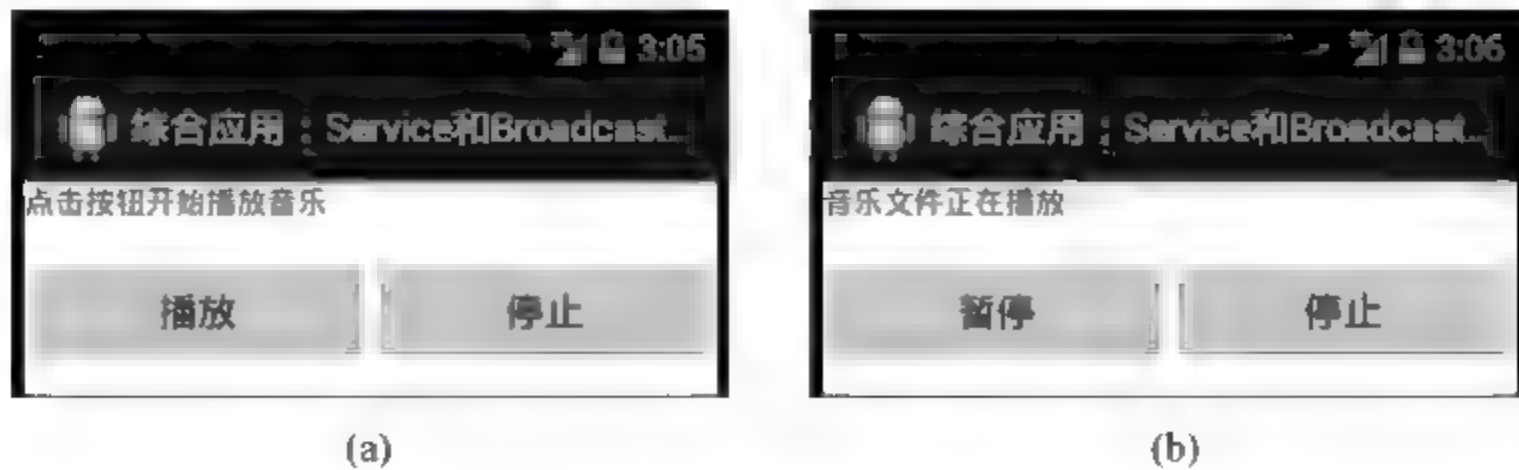 3:05
综合应用：Service和Broadcast...
点击按钮开始播放音乐
播放 停止
(a)
3:06
综合应用：Service和Broadcast...
音乐文件正在播放
暂停 停止
(b)